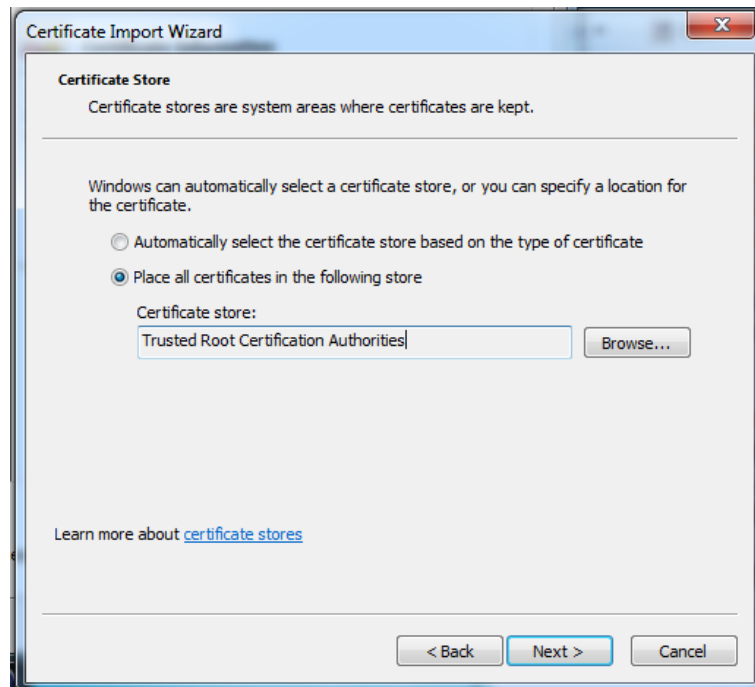 Certificate Import Wizard
Certificate Store
Certificate stores are system areas where certificates are kept.
Windows can automatically select a certificate store, or you can specify a location for
the certificate.
Automatically select the certificate store based on the type of certificate
Place all certificates in the following store
Certificate store:
Trusted Root Certification Authorities
Browse...
Learn more about certificate stores
< Back
Next >
Cancel